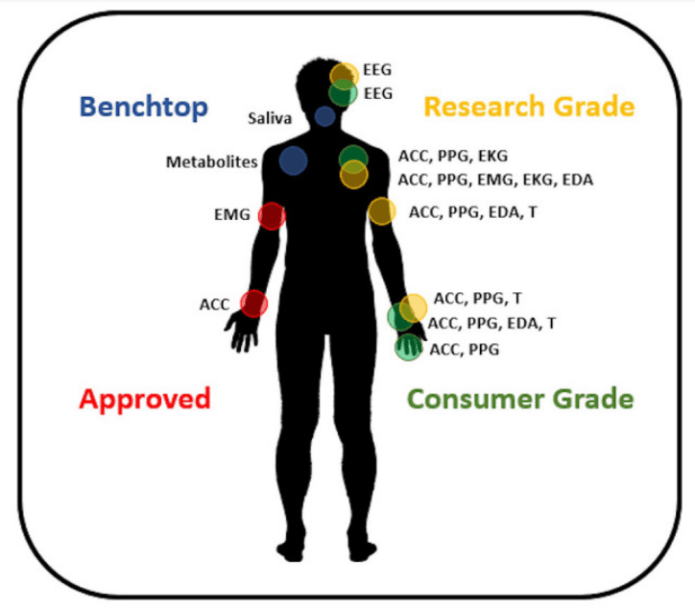 EEG
EEG
Benchtop
Research Grade
Saliva
Metabolites
ACC, PPG, EKG
ACC, PPG, EMG, EKG, EDA
EMG
ACC, PPG, EDA, T
ACC
ACC, PPG, T
ACC, PPG, EDA, T
ACC, PPG
Approved
Consumer Grade